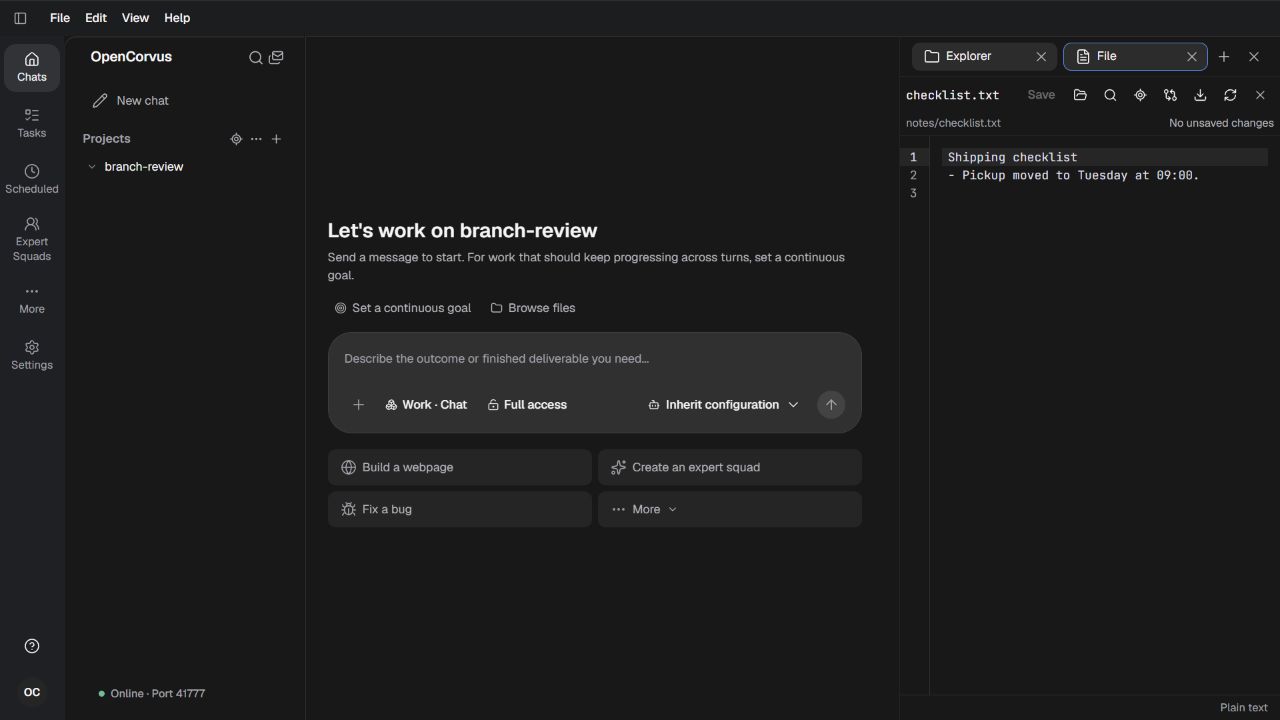 File Edit View Help
Chats
Tasks
Scheduled
Expert
Squads
More
Settings
OC
OpenCorvus
New chat
Projects
branch-review
Online · Port 41777
Let's work on branch-review
Send a message to start. For work that should keep progressing across turns, set a continuous
goal.
Set a continuous goal Browse files
Describe the outcome or finished deliverable you need...
Work · Chat Full access Inherit configuration
Build a webpage Create an expert squad
Fix a bug More
Explorer File
checklist.txt Save
notes/checklist.txt No unsaved changes
1 Shipping checklist
2 - Pickup moved to Tuesday at 09:00.
3
Plain text